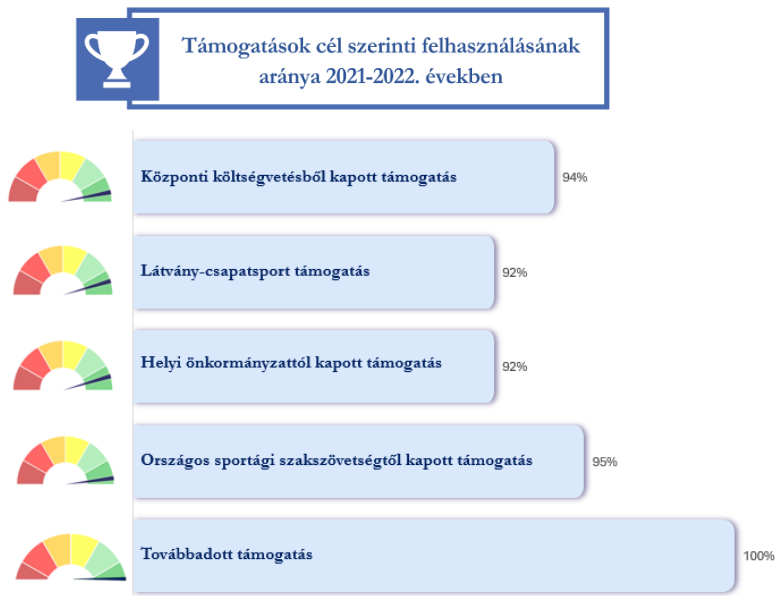 Támogatások cél szerinti felhasználásának
aránya 2021-2022. években
Központi költségvetésből kapott támogatás
94%
Látvány-csapatsport támogatás
92%
Helyi önkormányzattól kapott támogatás
92%
Országos sportági szakszövetségtől kapott támogatás
95%
Továbbadott támogatás
100%